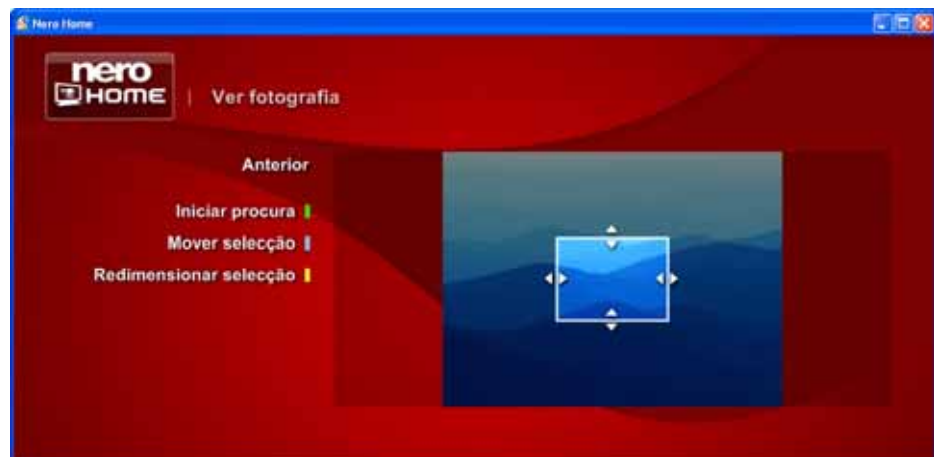 Nero Home
nero
HOME | Ver fotografia
Anterior
Iniciar procura
Mover selecção
Redimensionar selecção